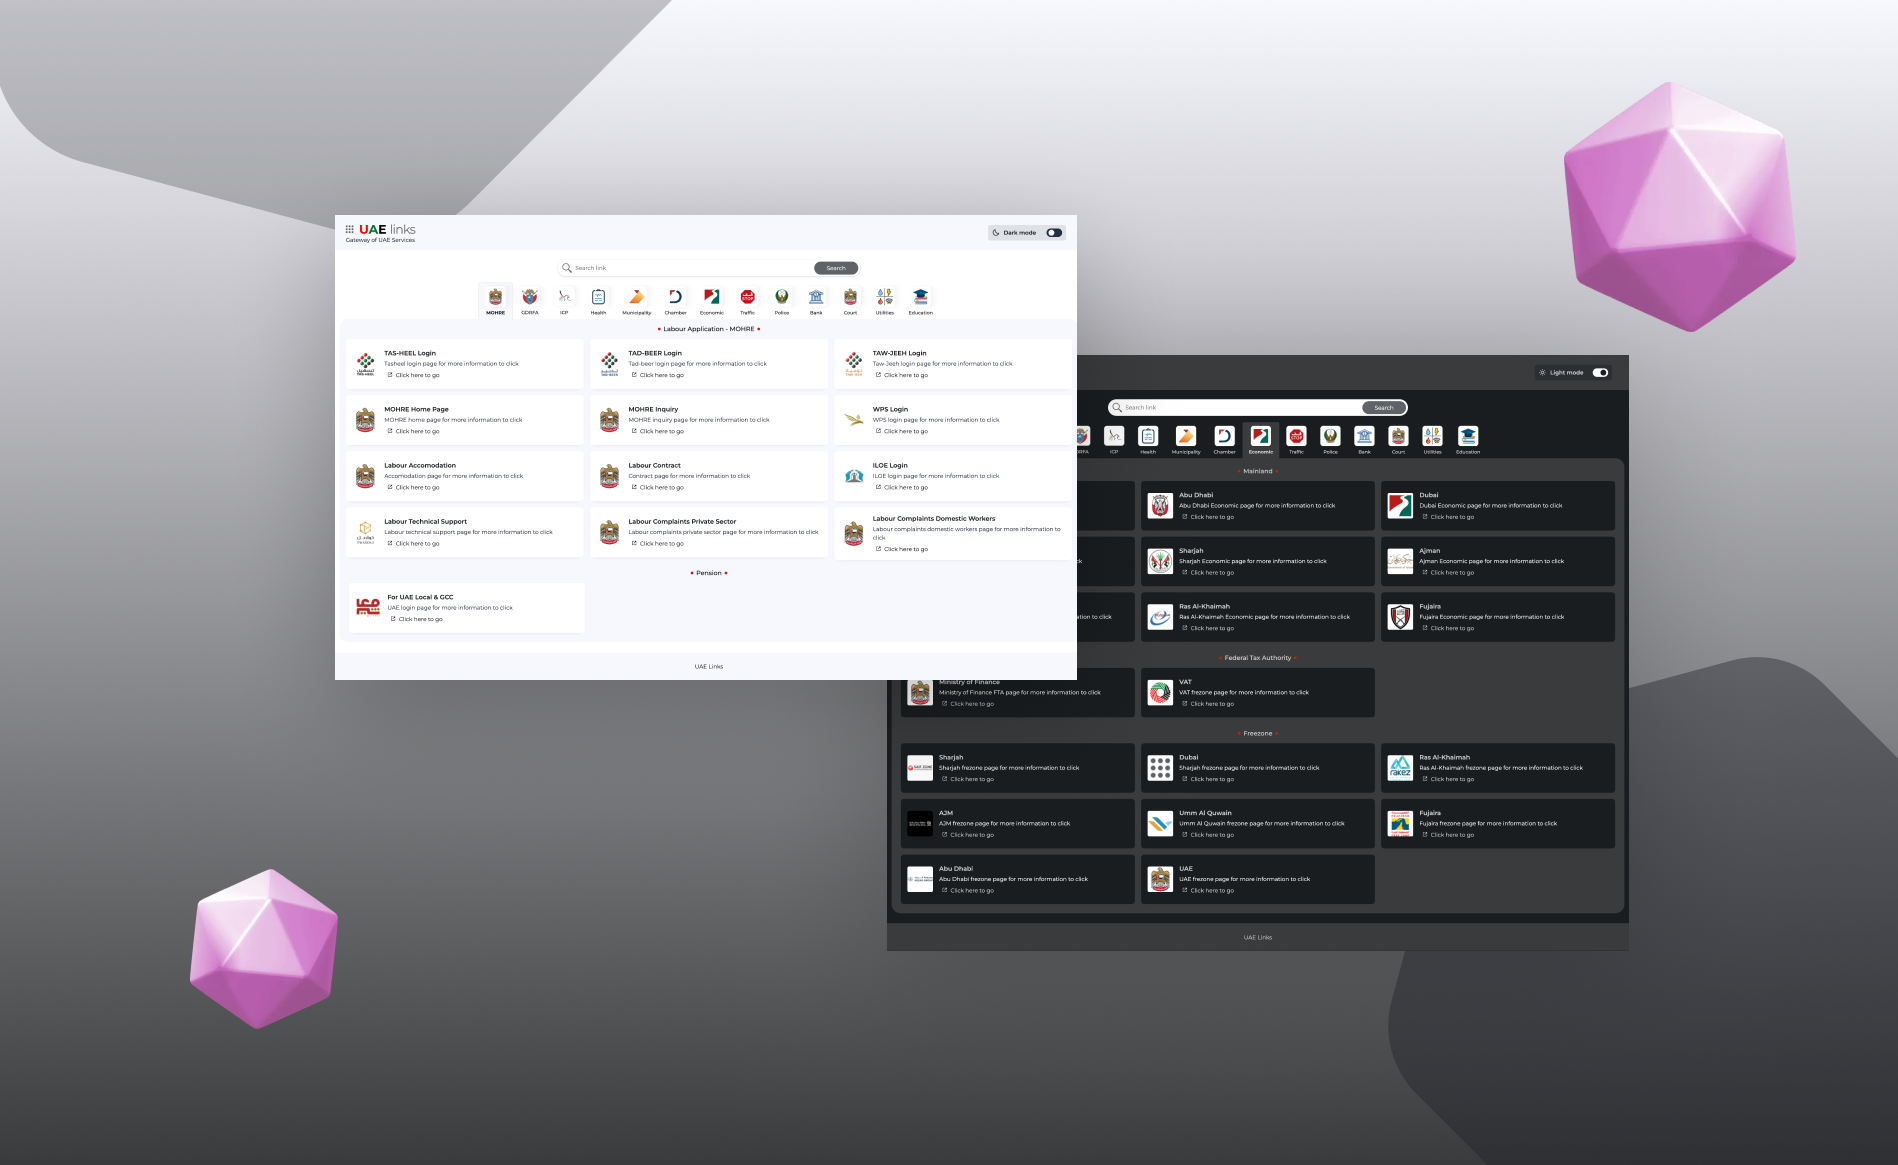 UAE links
Gateway of UAE Services
Dark mode
Search link
Search
MOHRE
GDRFA
ICP
Health
Municipality
Chamber
Economic
Traffic
Police
Bank
Court
Utilities
Education
Labour Application - MOHRE
TAS-HEEL Login
Tasheel login page for more information to click
Click here to go
TAD-BEER Login
Tad-beer login page for more information to click
Click here to go
TAW-JEEH Login
Taw-Jeeh login page for more information to click
Click here to go
MOHRE Home Page
MOHRE home page for more information to click
Click here to go
MOHRE Inquiry
MOHRE inquiry page for more information to click
Click here to go
WPS Login
WPS login page for more information to click
Click here to go
Labour Accomodation
Accomodation page for more information to click
Click here to go
Labour Contract
Contract page for more information to click
Click here to go
ILOE Login
ILOE login page for more information to click
Click here to go
Labour Technical Support
Labour technical support page for more information to click
Click here to go
Labour Complaints Private Sector
Labour complaints private sector page for more information to click
Click here to go
Labour Complaints Domestic Workers
Labour complaints domestic workers page for more information to
click
Click here to go
Pension
For UAE Local & GCC
UAE login page for more information to click
Click here to go
UAE Links
Light mode
Search link
Search
DRFA
ICP
Health
Municipality
Chamber
Economic
Traffic
Police
Bank
Court
Utilities
Education
Mainland
Abu Dhabi
Abu Dhabi Economic page for more information to click
Click here to go
Dubai
Dubai Economic page for more information to click
Click here to go
ck
Sharjah
Sharjah Economic page for more information to click
Click here to go
Ajman
Ajman Economic page for more information to click
Click here to go
ation to click
Ras Al-Khaimah
Ras Al-Khaimah Economic page for more information to click
Click here to go
Fujaira
Fujaira Economic page for more information to click
Click here to go
Federal Tax Authority
Ministry of Finance
Ministry of Finance FTA page for more information to click
Click here to go
VAT
VAT frezone page for more information to click
Click here to go
Freezone
Sharjah
Sharjah frezone page for more information to click
Click here to go
Dubai
Sharjah frezone page for more information to click
Click here to go
rakez
Ras Al-Khaimah
Ras Al-Khaimah frezone page for more information to click
Click here to go
AJM
AJM frezone page for more information to click
Click here to go
Umm Al Quwain
Umm Al Quwain frezone page for more information to click
Click here to go
Fujaira
Fujaira frezone page for more information to click
Click here to go
Abu Dhabi
Abu Dhabi frezone page for more information to click
Click here to go
UAE
UAE frezone page for more information to click
Click here to go
UAE Links